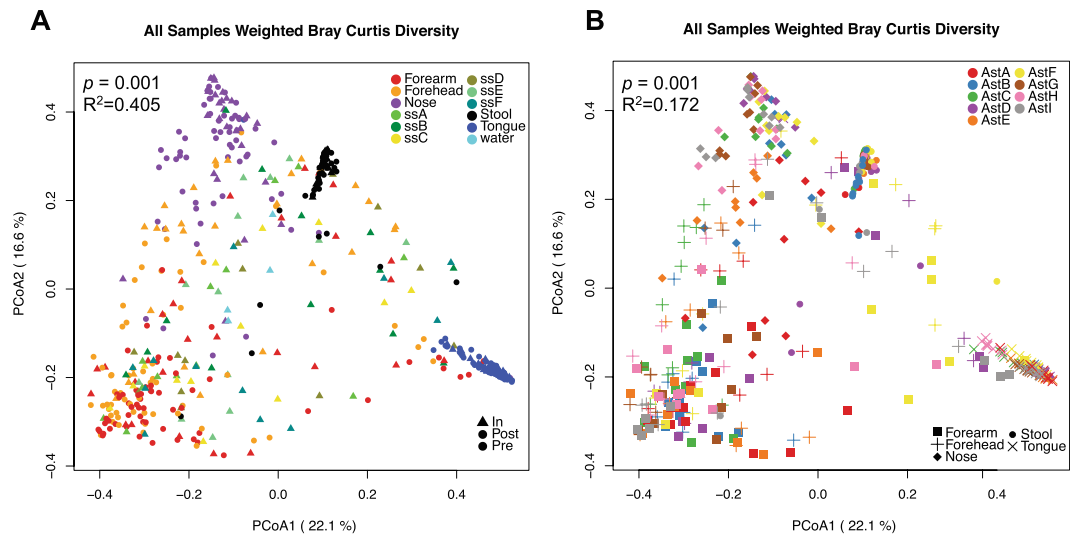 A
All Samples Weighted Bray Curtis Diversity
p = 0.001
R2=0.405
Forearm
Forehead
Nose
ssA
ssB
ssC
ssD
ssE
ssF
Stool
Tongue
water
In
Post
Pre
PCoA2 ( 16.6 %)
0.4
0.2
0.0
−0.2
−0.4
−0.4
−0.2
0.0
0.2
0.4
PCoA1 ( 22.1 %)
B
All Samples Weighted Bray Curtis Diversity
p = 0.001
R2=0.172
AstA
AstB
AstC
AstD
AstE
AstF
AstG
AstH
AstI
Forearm
Forehead
Nose
Stool
Tongue
PCoA2 ( 16.6 %)
0.4
0.2
0.0
−0.2
−0.4
−0.4
−0.2
0.0
0.2
0.4
PCoA1 ( 22.1 %)